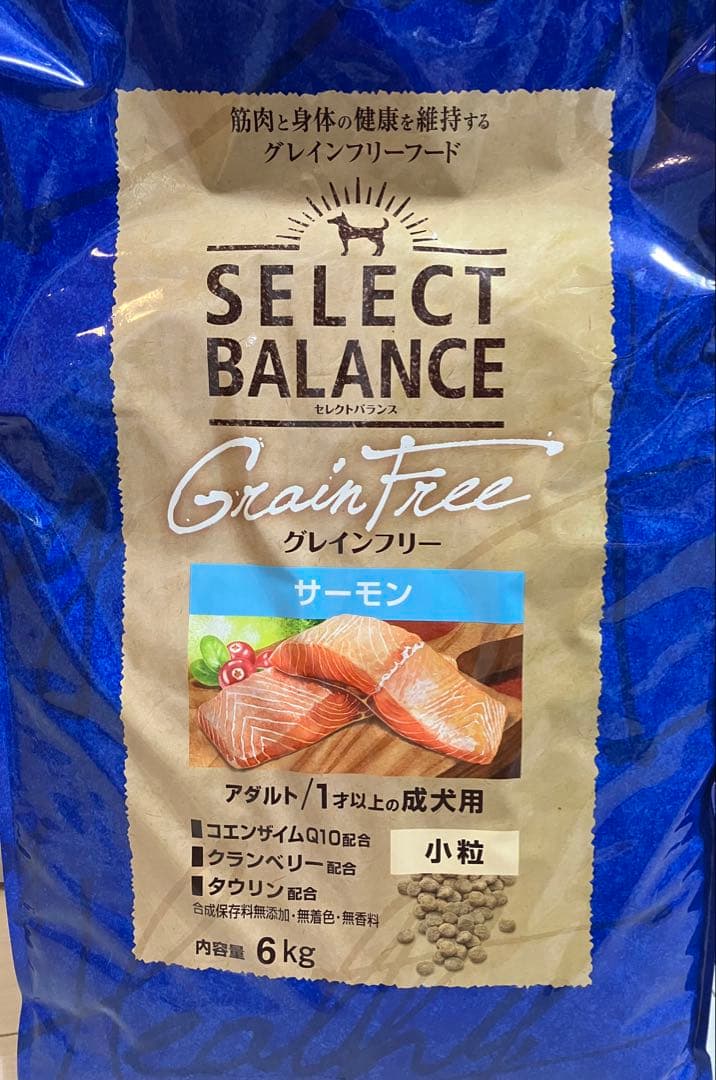 筋肉と身体の健康を維持する
グレインフリーフード
SELECT
BALANCE
セレクトバランス
Grain Free
グレインフリー
サーモン
アダルト/1才以上の成犬用
コエンザイムQ10配合
クランベリー配合
タウリン配合
小粒
合成保存料無添加・無着色・無香料
内容量 6kg
Healthy